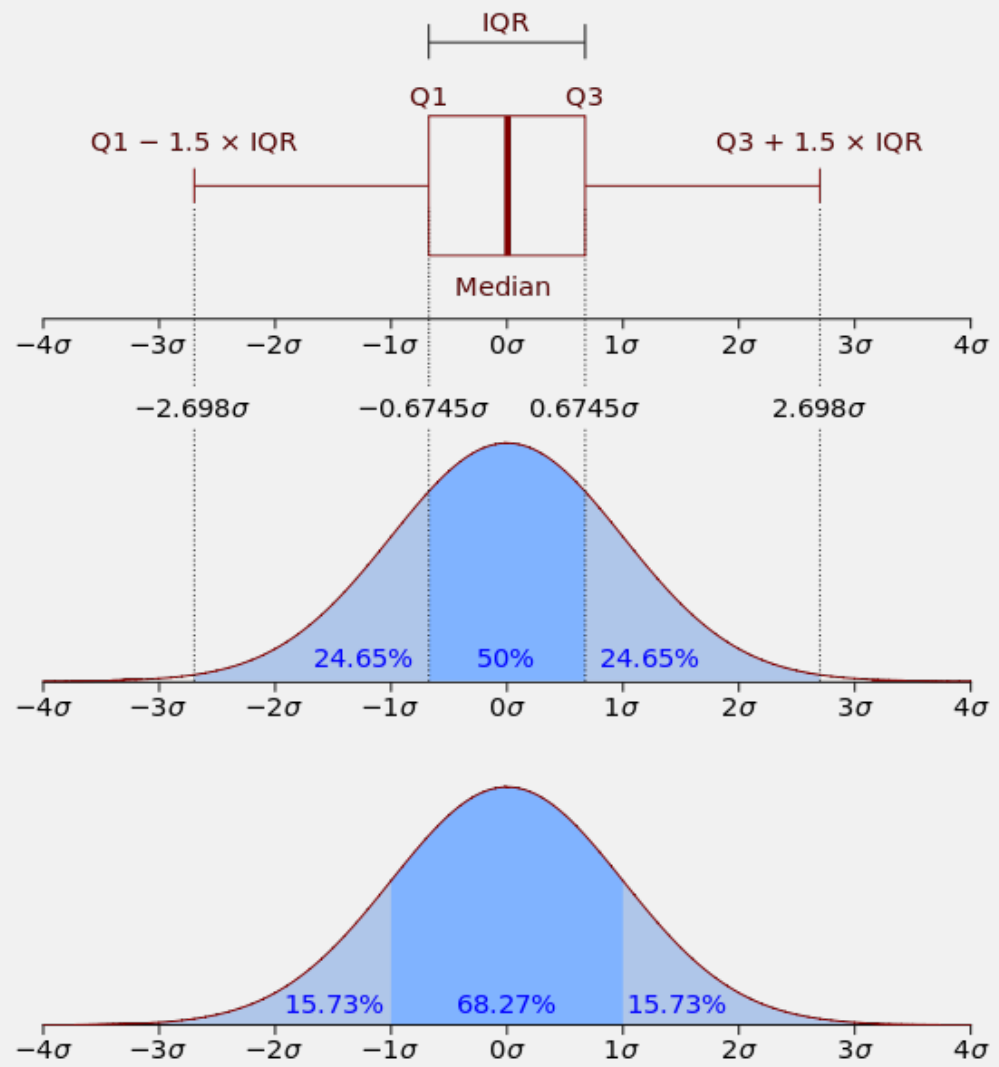 IQR
Q1 Q3
Q1 − 1.5 × IQR Q3 + 1.5 × IQR
Median
−4σ −3σ −2σ −1σ 0σ 1σ 2σ 3σ 4σ
−2.698σ −0.6745σ 0.6745σ 2.698σ
24.65% 50% 24.65%
−4σ −3σ −2σ −1σ 0σ 1σ 2σ 3σ 4σ
15.73% 68.27% 15.73%
−4σ −3σ −2σ −1σ 0σ 1σ 2σ 3σ 4σ